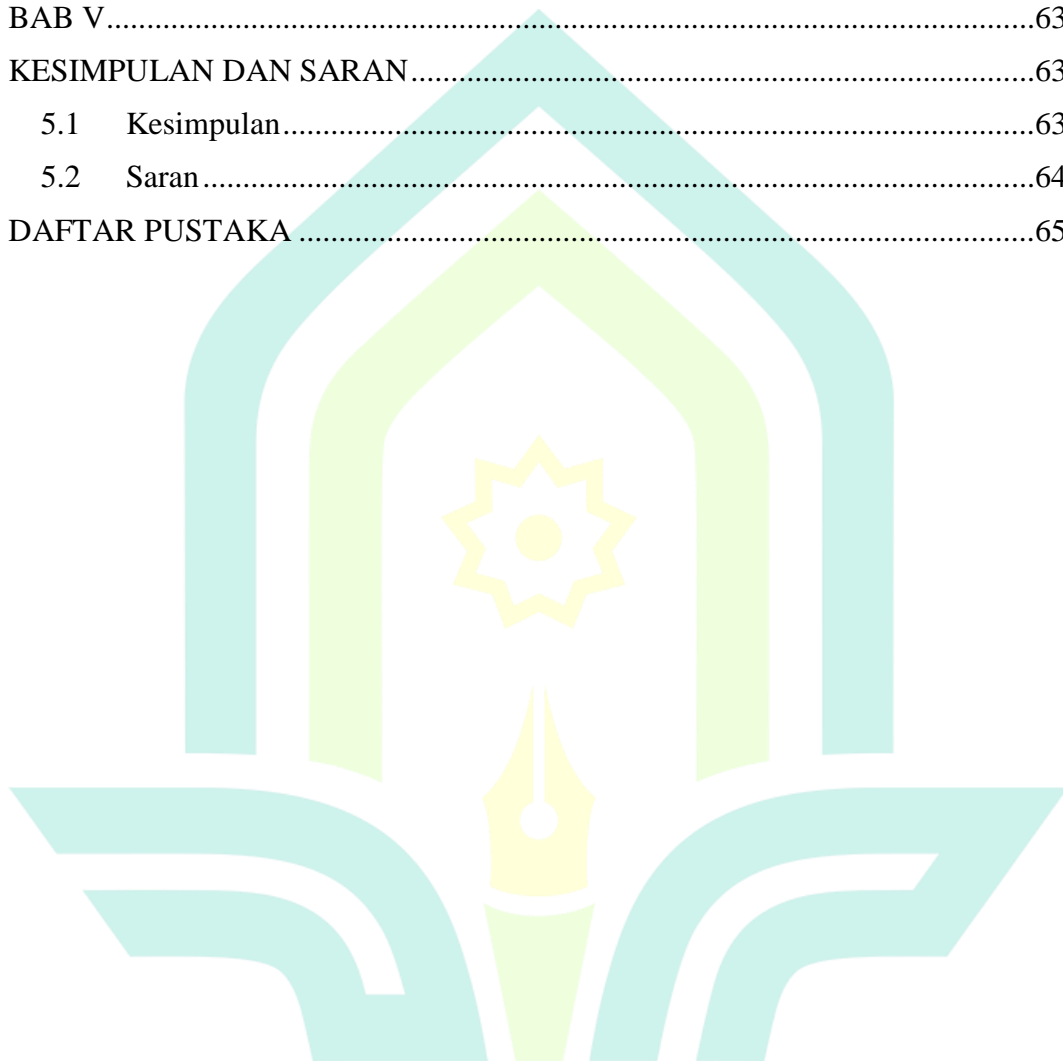 BAB V....................................................................................................................63
KESIMPULAN DAN SARAN.............................................................................63
5.1 Kesimpulan..............................................................................................63
5.2 Saran........................................................................................................64
DAFTAR PUSTAKA ...........................................................................................65